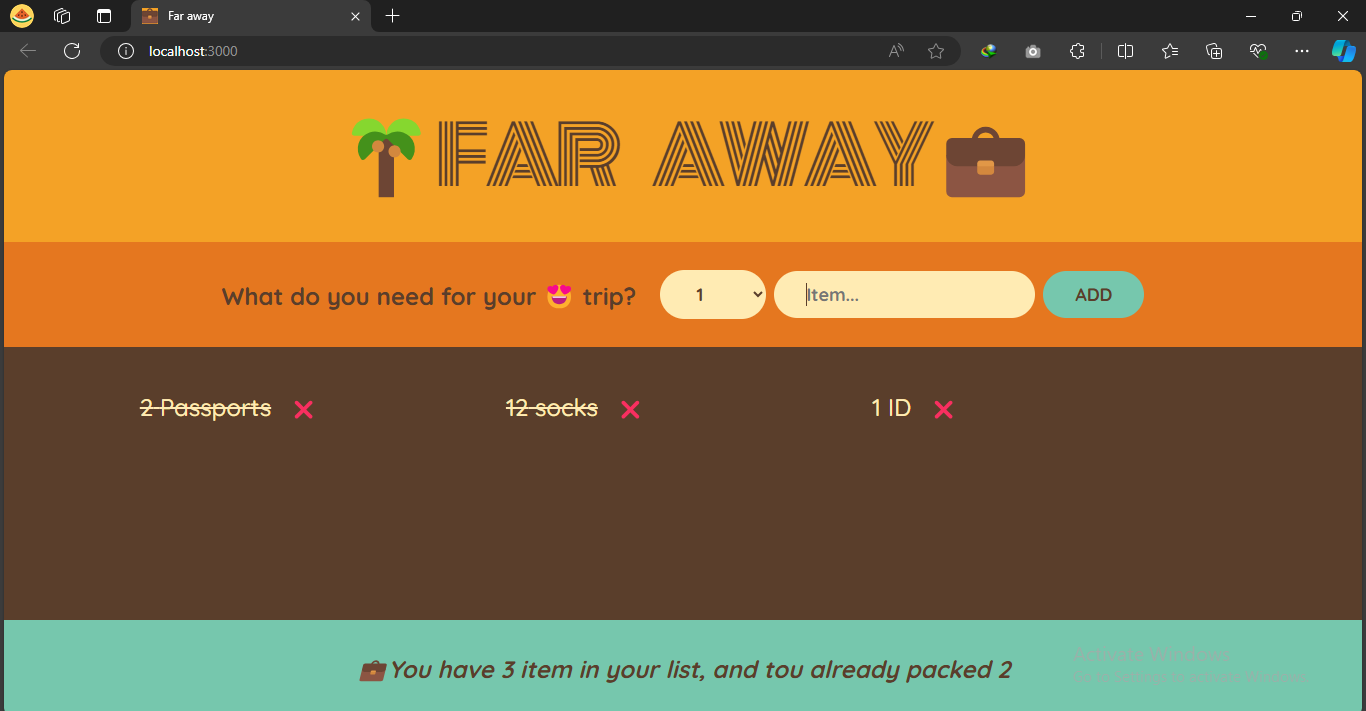 Far away
localhost:3000
FAR AWAY
What do you need for your 😍 trip? 1 Item... ADD
2 Passports ❌ 12 socks ❌ 1 ID ❌
💼 You have 3 item in your list, and tou already packed 2
Activate Windows
Go to Settings to activate Windows.